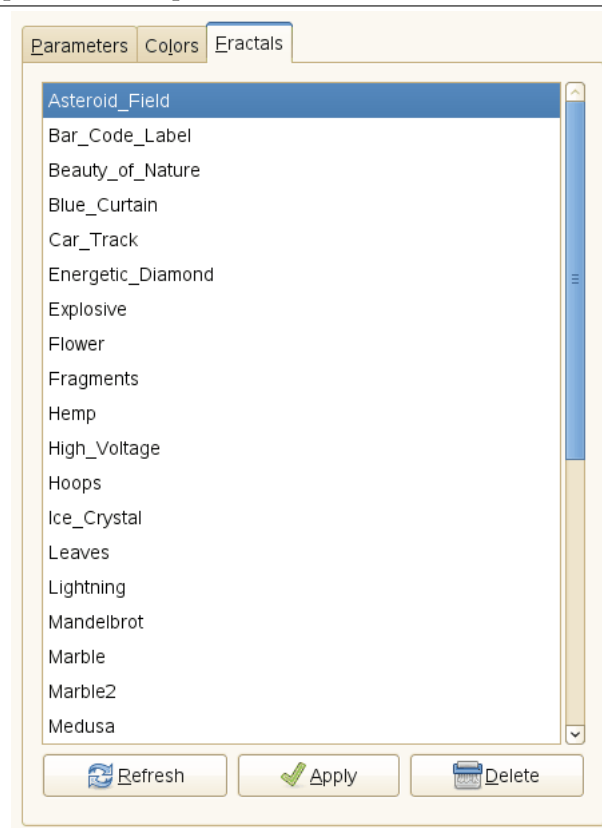 Parameters Colors Fractals
Asteroid_Field
Bar_Code_Label
Beauty_of_Nature
Blue_Curtain
Car_Track
Energetic_Diamond
Explosive
Flower
Fragments
Hemp
High_Voltage
Hoops
Ice_Crystal
Leaves
Lightning
Mandelbrot
Marble
Marble2
Medusa
Refresh Apply Delete